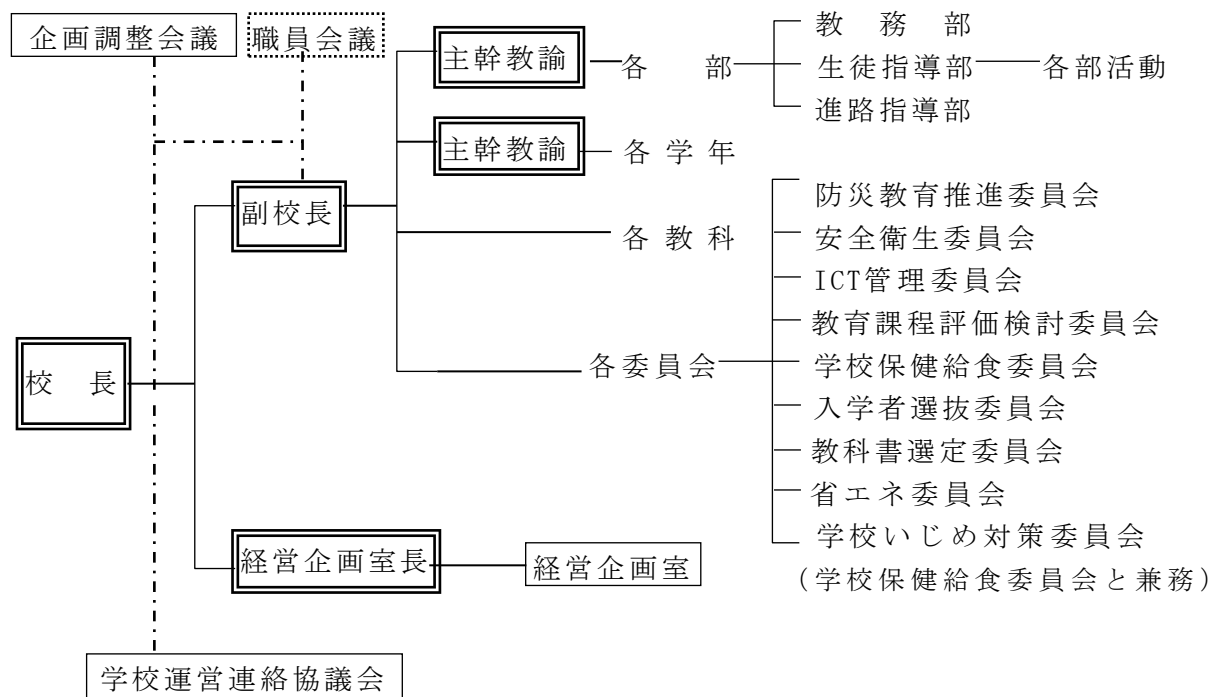 企画調整会議
職員会議
主幹教諭
各　部
教　務　部
生徒指導部
各部活動
進路指導部
主幹教諭
各学年
副校長
各教科
各委員会
防災教育推進委員会
安全衛生委員会
ICT管理委員会
教育課程評価検討委員会
学校保健給食委員会
入学者選抜委員会
教科書選定委員会
省エネ委員会
学校いじめ対策委員会
(学校保健給食委員会と兼務)
校　長
経営企画室長
経営企画室
学校運営連絡協議会